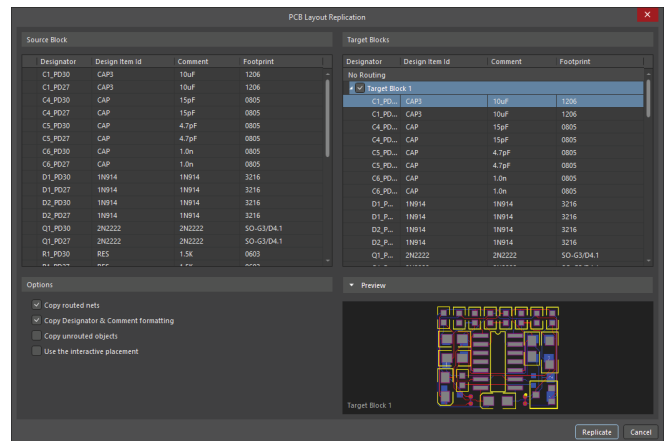 PCB Layout Replication
Source Block
Designator Design Item Id Comment Footprint
C1_PD30 CAP3 10uF 1206
C1_PD27 CAP3 10uF 1206
C4_PD30 CAP 15pF 0805
C4_PD27 CAP 15pF 0805
C5_PD30 CAP 4.7pF 0805
C5_PD27 CAP 4.7pF 0805
C6_PD30 CAP 1.0n 0805
C6_PD27 CAP 1.0n 0805
D1_PD30 1N914 1N914 3216
D1_PD27 1N914 1N914 3216
D2_PD30 1N914 1N914 3216
D2_PD27 1N914 1N914 3216
Q1_PD30 2N2222 2N2222 SO-G3/D4.1
Q1_PD27 2N2222 2N2222 SO-G3/D4.1
R1_PD30 RES 1.5K 0603
R1_PD27 RES 1.5K 0603
Target Blocks
Designator Design Item Id Comment Footprint
No Routing
Target Block 1
C1_PD... CAP3 10uF 1206
C1_PD... CAP3 10uF 1206
C4_PD... CAP 15pF 0805
C4_PD... CAP 15pF 0805
C5_PD... CAP 4.7pF 0805
C5_PD... CAP 4.7pF 0805
C6_PD... CAP 1.0n 0805
C6_PD... CAP 1.0n 0805
D1_P... 1N914 1N914 3216
D1_P... 1N914 1N914 3216
D2_P... 1N914 1N914 3216
D2_P... 1N914 1N914 3216
Q1_P... 2N2222 2N2222 SO-G3/D4.1
Options
Copy routed nets
Copy Designator & Comment formatting
Copy unrouted objects
Use the interactive placement
Preview
Target Block 1
Replicate Cancel